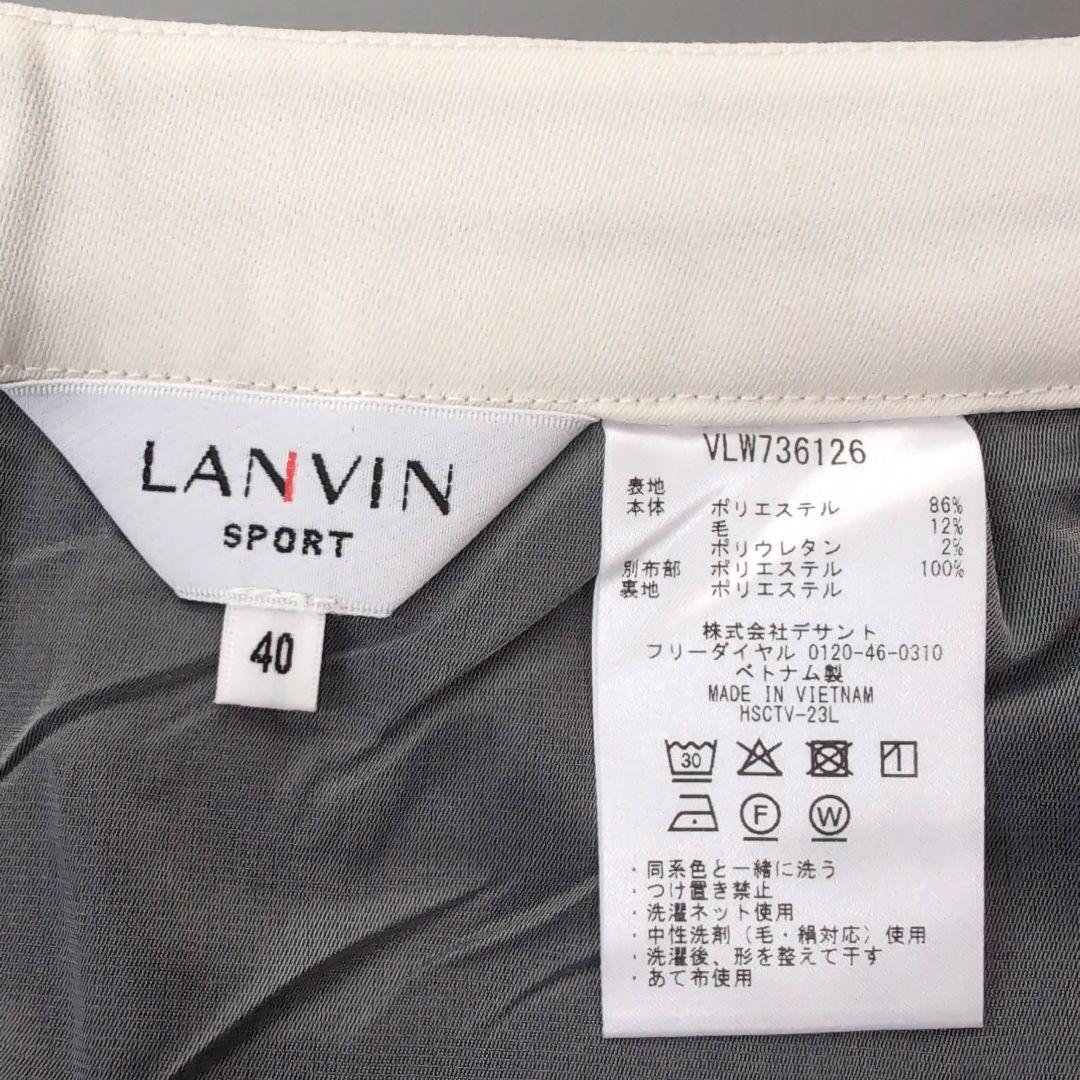 LANVIN
SPORT
40
VLW736126
表地
本体 ポリエステル 86%
毛 12%
ポリウレタン 2%
別布部 ポリエステル 100%
裏地 ポリエステル
株式会社デサント
フリーダイヤル 0120-46-0310
ベトナム製
MADE IN VIETNAM
HSCTV-23L
30
F W
・同系色と一緒に洗う
・つけ置き禁止
・洗濯ネット使用
・中性洗剤(毛・絹対応)使用
・洗濯後、形を整えて干す
・あて布使用